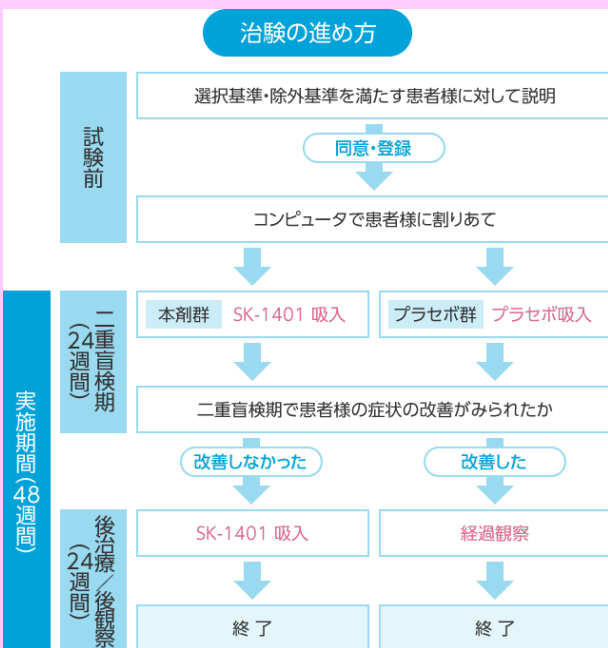 治験の進め方
試験前
選択基準・除外基準を満たす患者様に対して説明
同意・登録
コンピュータで患者様に割りあて
実施期間(48週間)
二重盲検期
(24週間)
本剤群 SK-1401 吸入
プラセボ群 プラセボ吸入
二重盲検期で患者様の症状の改善がみられたか
改善しなかった
改善した
後治療/後観察
(24週間)
SK-1401 吸入
経過観察
終了
終了